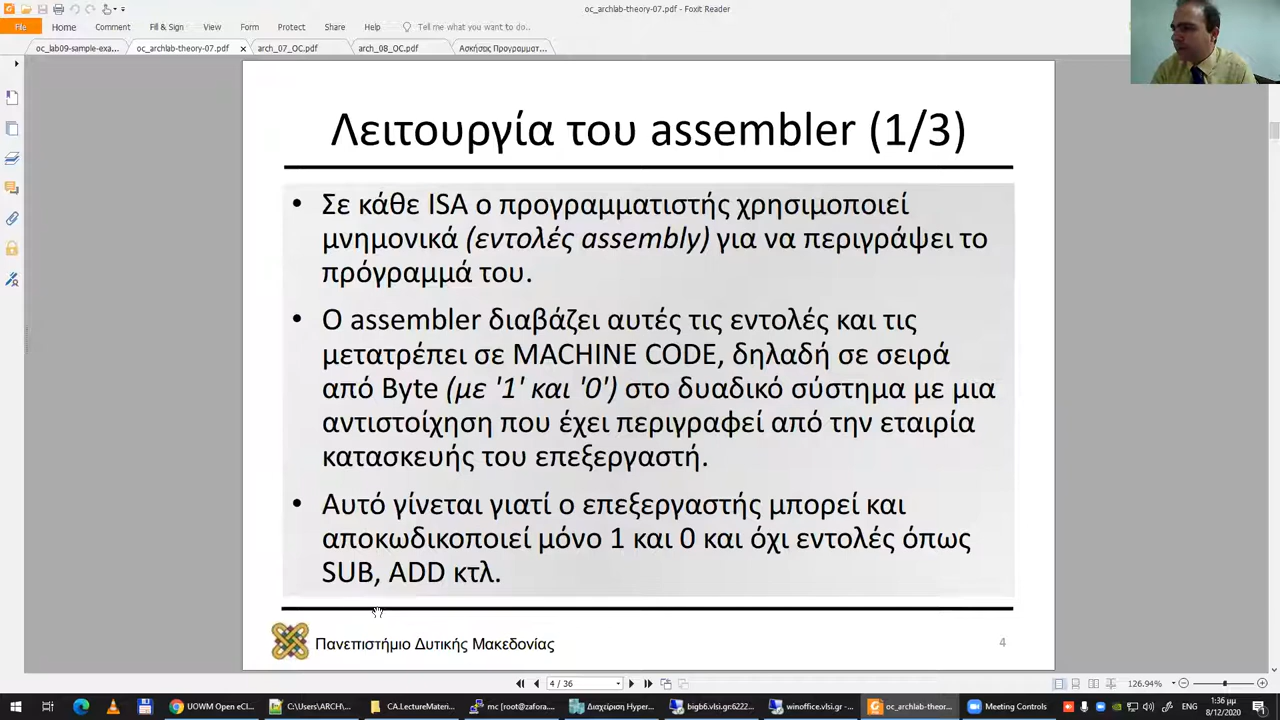 oc_archlab-theory-07.pdf - Foxit Reader
File Home Comment Fill & Sign View Form Protect Share Help Tell me what you want to do..
oc_lab09-sample-exa... oc_archlab-theory-07.pdf arch_07_OC.pdf arch_08_OC.pdf Ασκήσεις Προγραμματ...
Λειτουργία του assembler (1/3)
• Σε κάθε ISA ο προγραμματιστής χρησιμοποιεί
μνημονικά (εντολές assembly) για να περιγράψει το
πρόγραμμά του.
• Ο assembler διαβάζει αυτές τις εντολές και τις
μετατρέπει σε MACHINE CODE, δηλαδή σε σειρά
από Byte (με '1' και '0') στο δυαδικό σύστημα με μια
αντιστοίχηση που έχει περιγραφεί από την εταιρία
κατασκευής του επεξεργαστή.
• Αυτό γίνεται γιατί ο επεξεργαστής μπορεί και
αποκωδικοποιεί μόνο 1 και 0 και όχι εντολές όπως
SUB, ADD κτλ.
Πανεπιστήμιο Δυτικής Μακεδονίας
4
4 / 36
126.94%
UOWM Open eCl... C:\Users\ARCH... CA.LectureMateri... mc [root@zafora.... Διαχείριση Hyper... bigb6.vlsi.gr:6222... winoffice.vlsi.gr -... oc_archlab-theor... Meeting Controls
1:36 μμ
8/12/2020